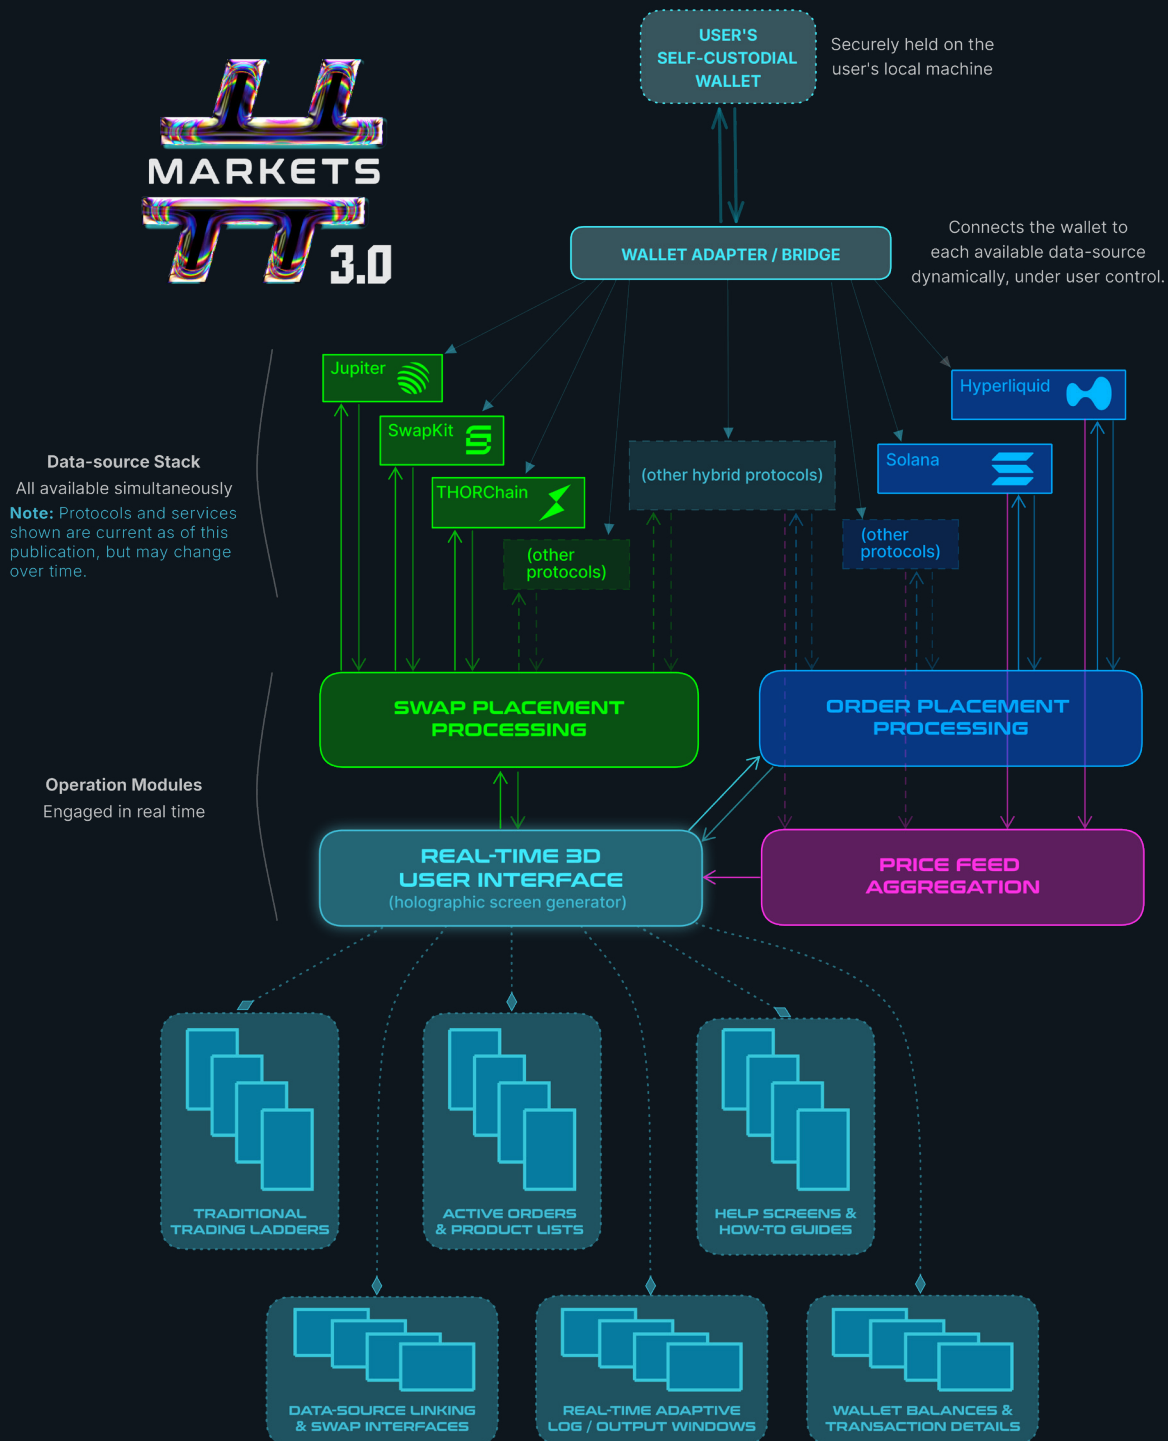 USER'S
SELF-CUSTODIAL
WALLET
Securely held on the
user's local machine
MARKETS
3.0
WALLET ADAPTER / BRIDGE
Connects the wallet to
each available data-source
dynamically, under user control.
Jupiter
SwapKit
THORChain
(other
protocols)
(other hybrid protocols)
Hyperliquid
Solana
(other
protocols)
Data-source Stack
All available simultaneously
Note: Protocols and services
shown are current as of this
publication, but may change
over time.
SWAP PLACEMENT
PROCESSING
ORDER PLACEMENT
PROCESSING
Operation Modules
Engaged in real time
REAL-TIME 3D
USER INTERFACE
(holographic screen generator)
PRICE FEED
AGGREGATION
TRADITIONAL
TRADING LADDERS
ACTIVE ORDERS
& PRODUCT LISTS
HELP SCREENS &
HOW-TO GUIDES
DATA-SOURCE LINKING
& SWAP INTERFACES
REAL-TIME ADAPTIVE
LOG / OUTPUT WINDOWS
WALLET BALANCES &
TRANSACTION DETAILS